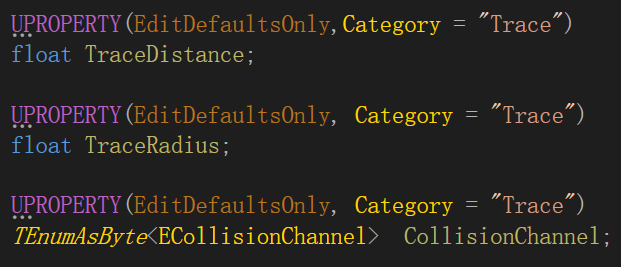 UPROPERTY(EditDefaultsOnly,Category = "Trace")
float TraceDistance;
UPROPERTY(EditDefaultsOnly, Category = "Trace")
float TraceRadius;
UPROPERTY(EditDefaultsOnly, Category = "Trace")
TEnumAsByte<ECollisionChannel>  CollisionChannel;